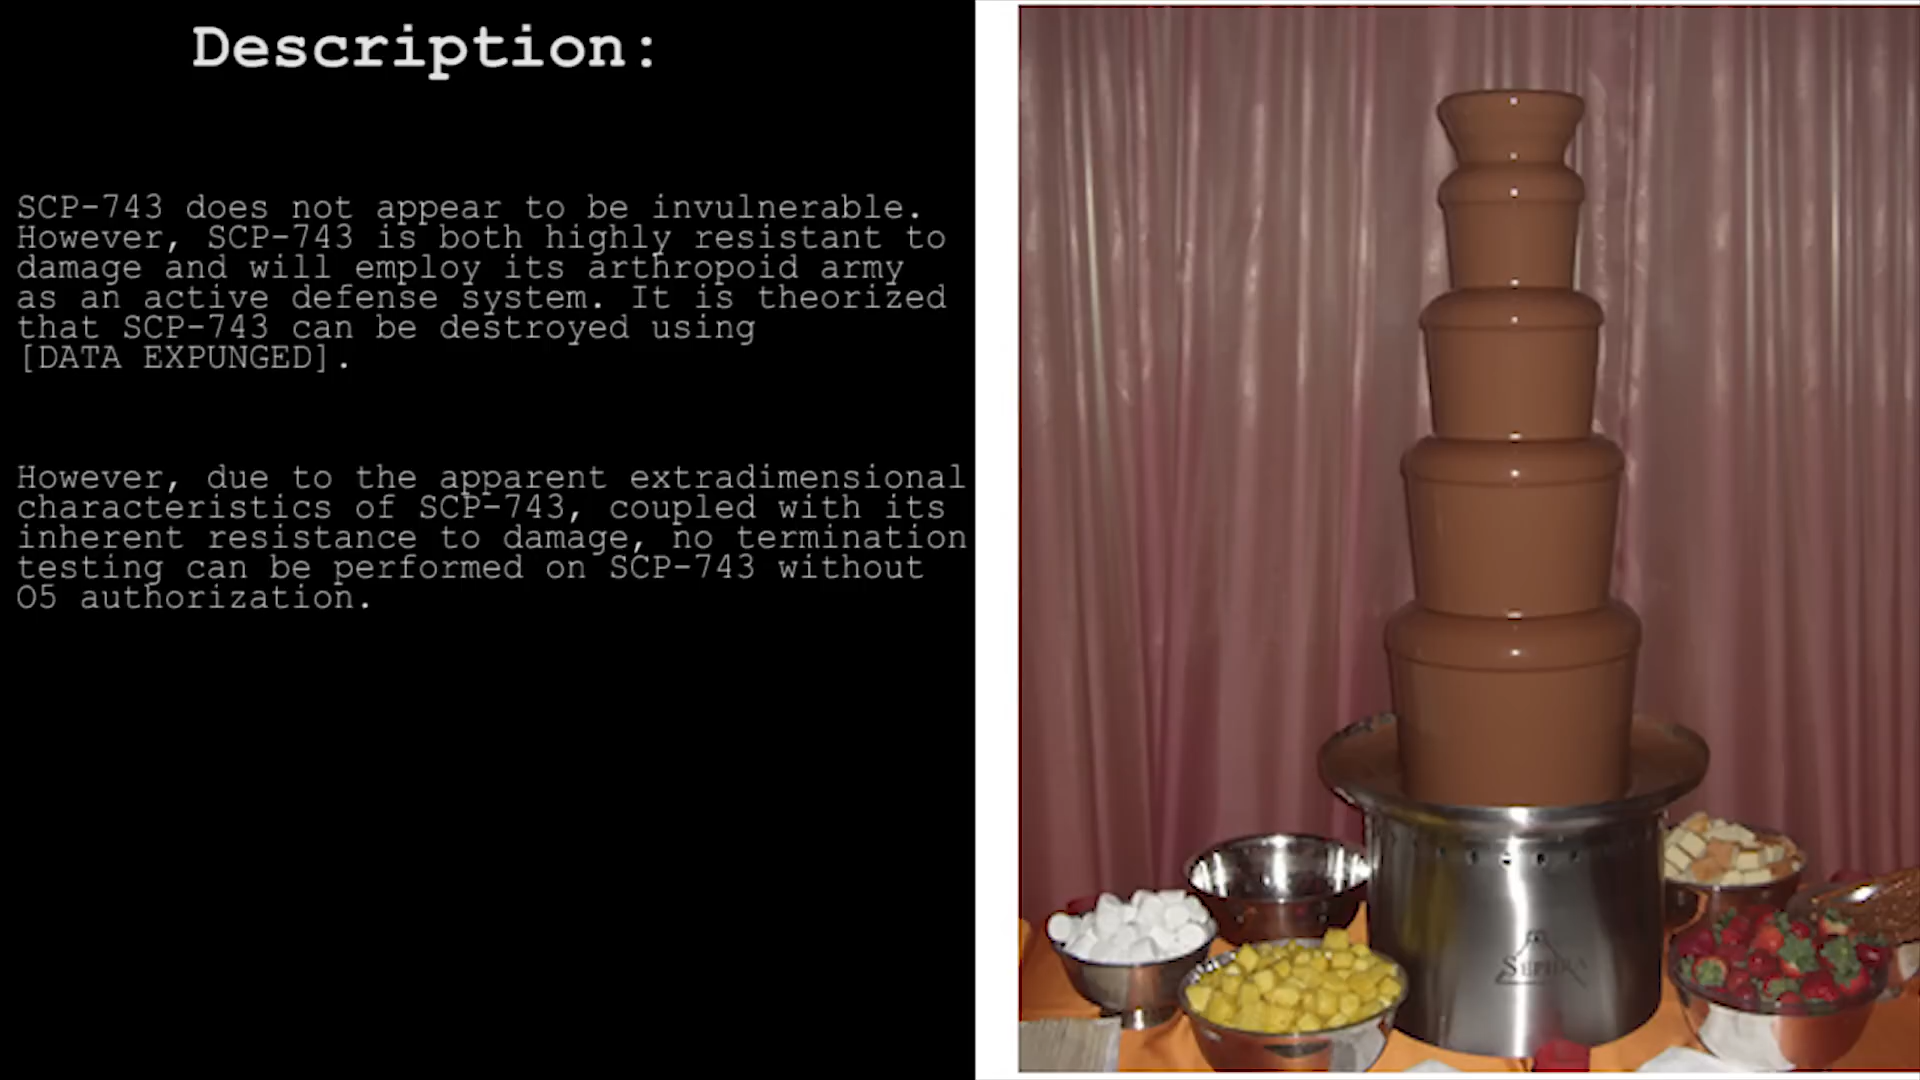 Description:
SCP-743 does not appear to be invulnerable.
However, SCP-743 is both highly resistant to
damage and will employ its arthropoid army
as an active defense system. It is theorized
that SCP-743 can be destroyed using
[DATA EXPUNGED].
However, due to the apparent extradimensional
characteristics of SCP-743, coupled with its
inherent resistance to damage, no termination
testing can be performed on SCP-743 without
O5 authorization.